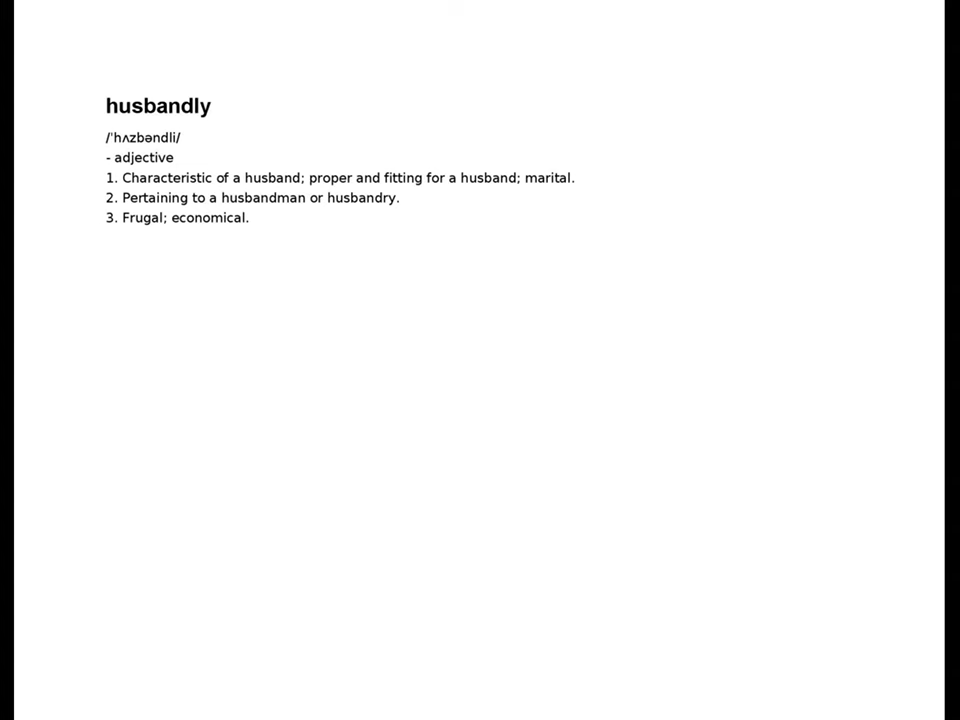 husbandly
/ˈhʌzbəndli/
- adjective
1. Characteristic of a husband; proper and fitting for a husband; marital.
2. Pertaining to a husbandman or husbandry.
3. Frugal; economical.